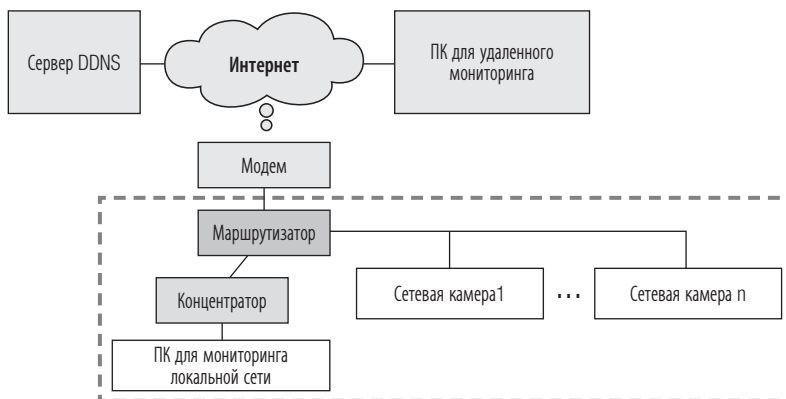 Сервер DDNS
Интернет
ПК для удаленного
мониторинга
Модем
Маршрутизатор
Концентратор
Сетевая камера1
...
Сетевая камера n
ПК для мониторинга
локальной сети